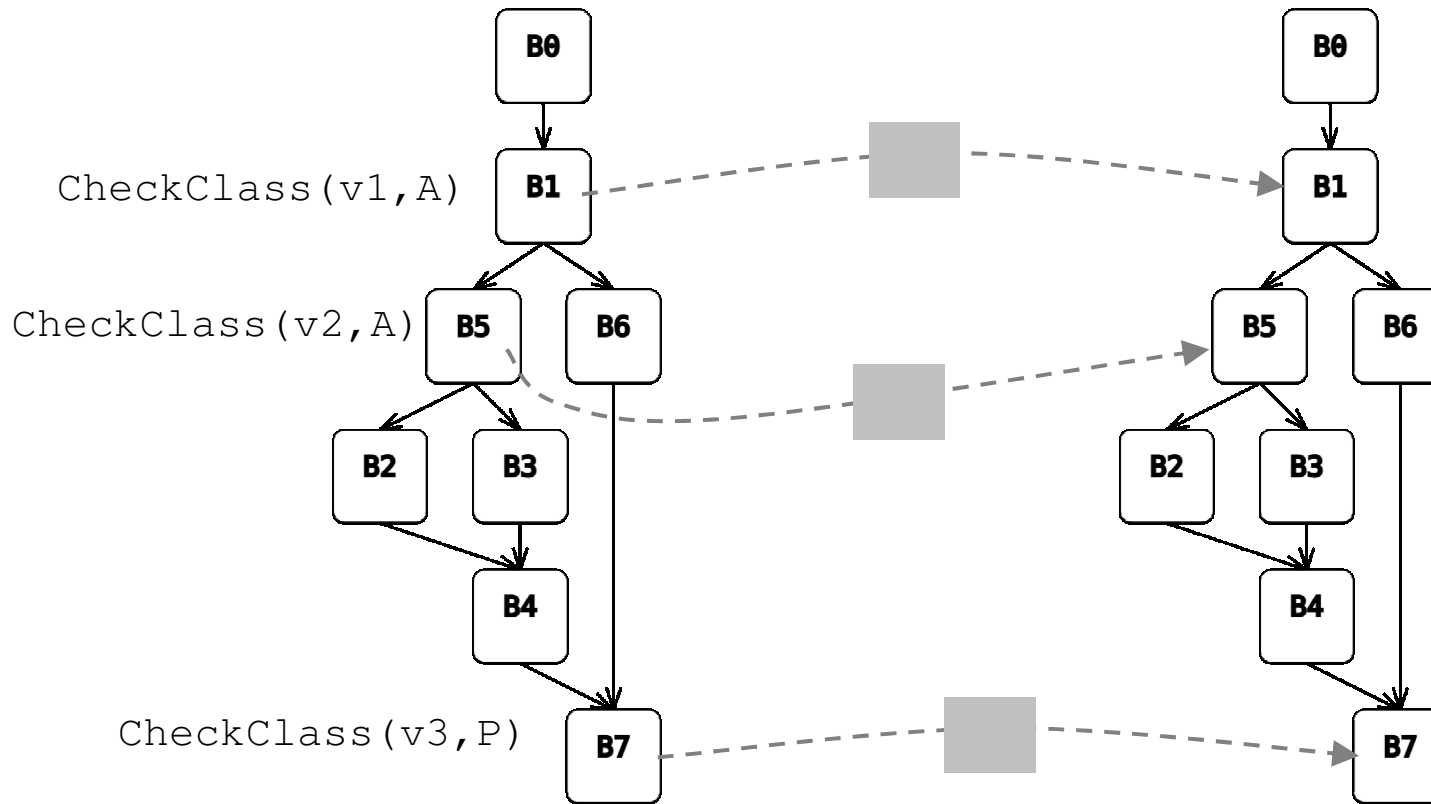 B0 B0
CheckClass(v1,A) B1 B1
CheckClass(v2,A) B5 B6 B5 B6
B2 B3 B2 B3
B4 B4
CheckClass(v3,P) B7 B7